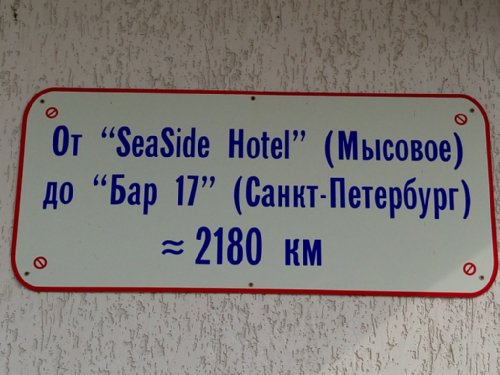 От “SeaSide Hotel” (Мысовое)
до “Бар 17” (Санкт-Петербург)
≈ 2180 км